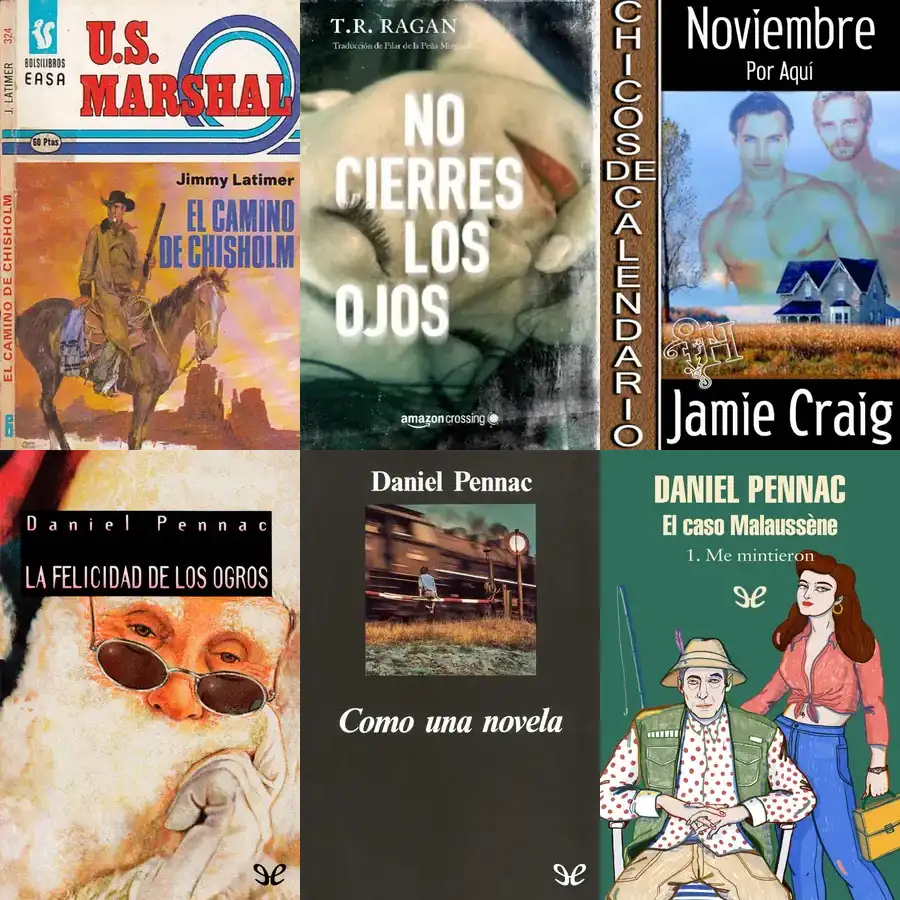 BOLSILIBROS
EASA
U.S.
MARSHAL
60 Ptas
J. LATIMER 324
EL CAMINO DE CHISHOLM
Jimmy Latimer
EL CAMINO
DE CHISHOLM
T.R. RAGAN
Traducción de Pilar de la Peña Minguell
NO
CIERRES
LOS
OJOS
amazoncrossing
CHICOS DE CALENDARIO
Noviembre
Por Aquí
Jamie Craig
Daniel Pennac
LA FELICIDAD DE LOS OGROS
Daniel Pennac
Como una novela
DANIEL PENNAC
El caso Malaussène
1. Me mintieron